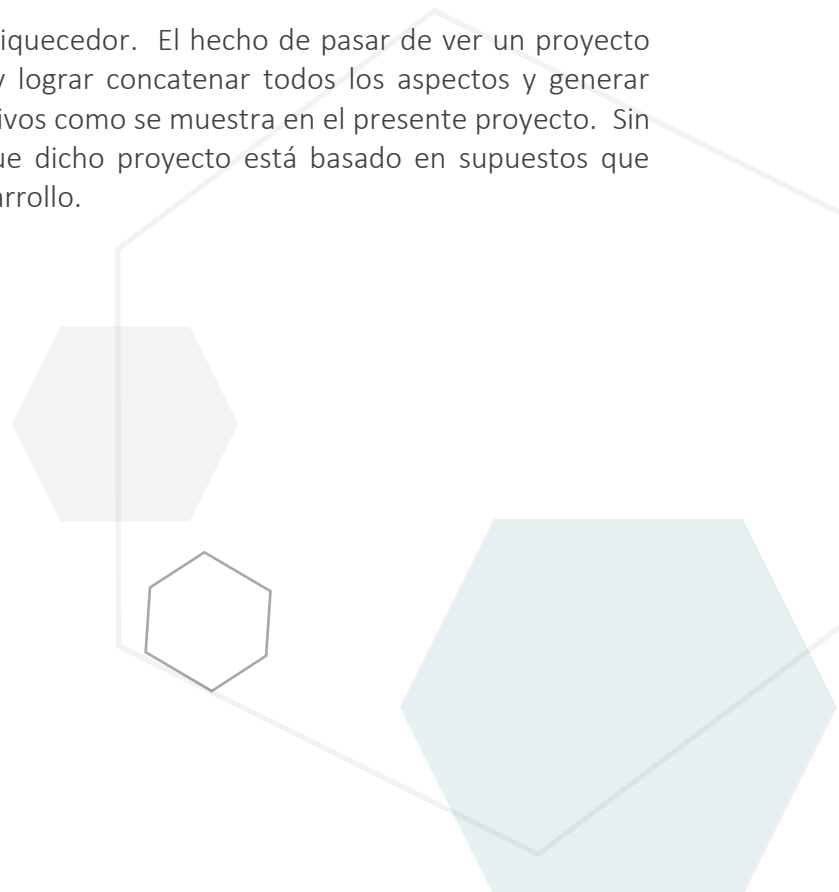 iquecedor. El hecho de pasar de ver un proyecto
y lograr concatenar todos los aspectos y generar
ivos como se muestra en el presente proyecto. Sin
ue dicho proyecto está basado en supuestos que
arrollo.